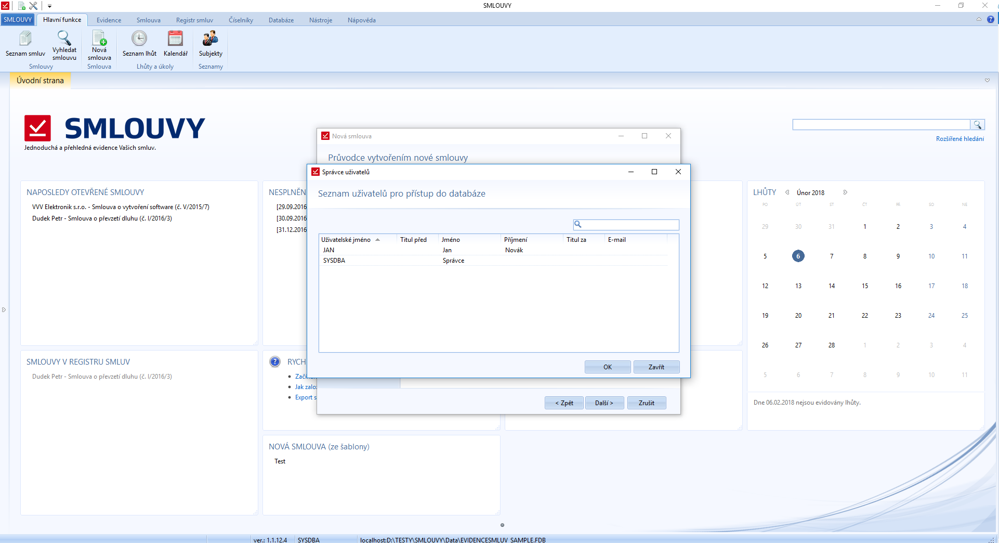 SMLOUVY
SMLOUVY Hlavní funkce Evidence Smlouva Registr smluv Číselníky Databáze Nástroje Nápověda
Seznam smluv
Vyhledat
smlouvu
Nová
smlouva
Seznam lhůt
Kalendář
Subjekty
Smlouvy Smlouva Lhůty a úkoly Seznamy
Úvodní strana
SMLOUVY
Jednoduchá a přehledná evidence Vašich smluv.
Rozšířené hledání
NAPOSLEDY OTEVŘENÉ SMLOUVY
VVV Elektronik s.r.o. - Smlouva o vytvoření software (č. V/2015/7)
Dudek Petr - Smlouva o převzetí dluhu (č. I/2016/3)
NESPLNĚN
[29.09.2016
[30.09.2016
[31.12.2016
Nová smlouva
Průvodce vytvořením nové smlouvy
Správce uživatelů
Seznam uživatelů pro přístup do databáze
Uživatelské jméno Titul před Jméno Příjmení Titul za E-mail
JAN Jan Novák
SYSDBA Správce
OK Zavřít
< Zpět Další > Zrušit
LHŮTY Únor 2018
PO ÚT ST ČT PÁ SO NE
29 30 31 1 2 3 4
5 6 7 8 9 10 11
12 13 14 15 16 17 18
19 20 21 22 23 24 25
26 27 28 1 2 3 4
5 6 7 8 9 10 11
Dne 06.02.2018 nejsou evidovány lhůty.
SMLOUVY V REGISTRU SMLUV
Dudek Petr - Smlouva o převzetí dluhu (č. I/2016/3)
RYCH
Začí
Jak zalo
Export s
NOVÁ SMLOUVA (ze šablony)
Test
ver.: 1.1.12.4 SYSDBA localhost:D:\TESTY\SMLOUVY\Data\EVIDENCESMLUV_SAMPLE.FDB